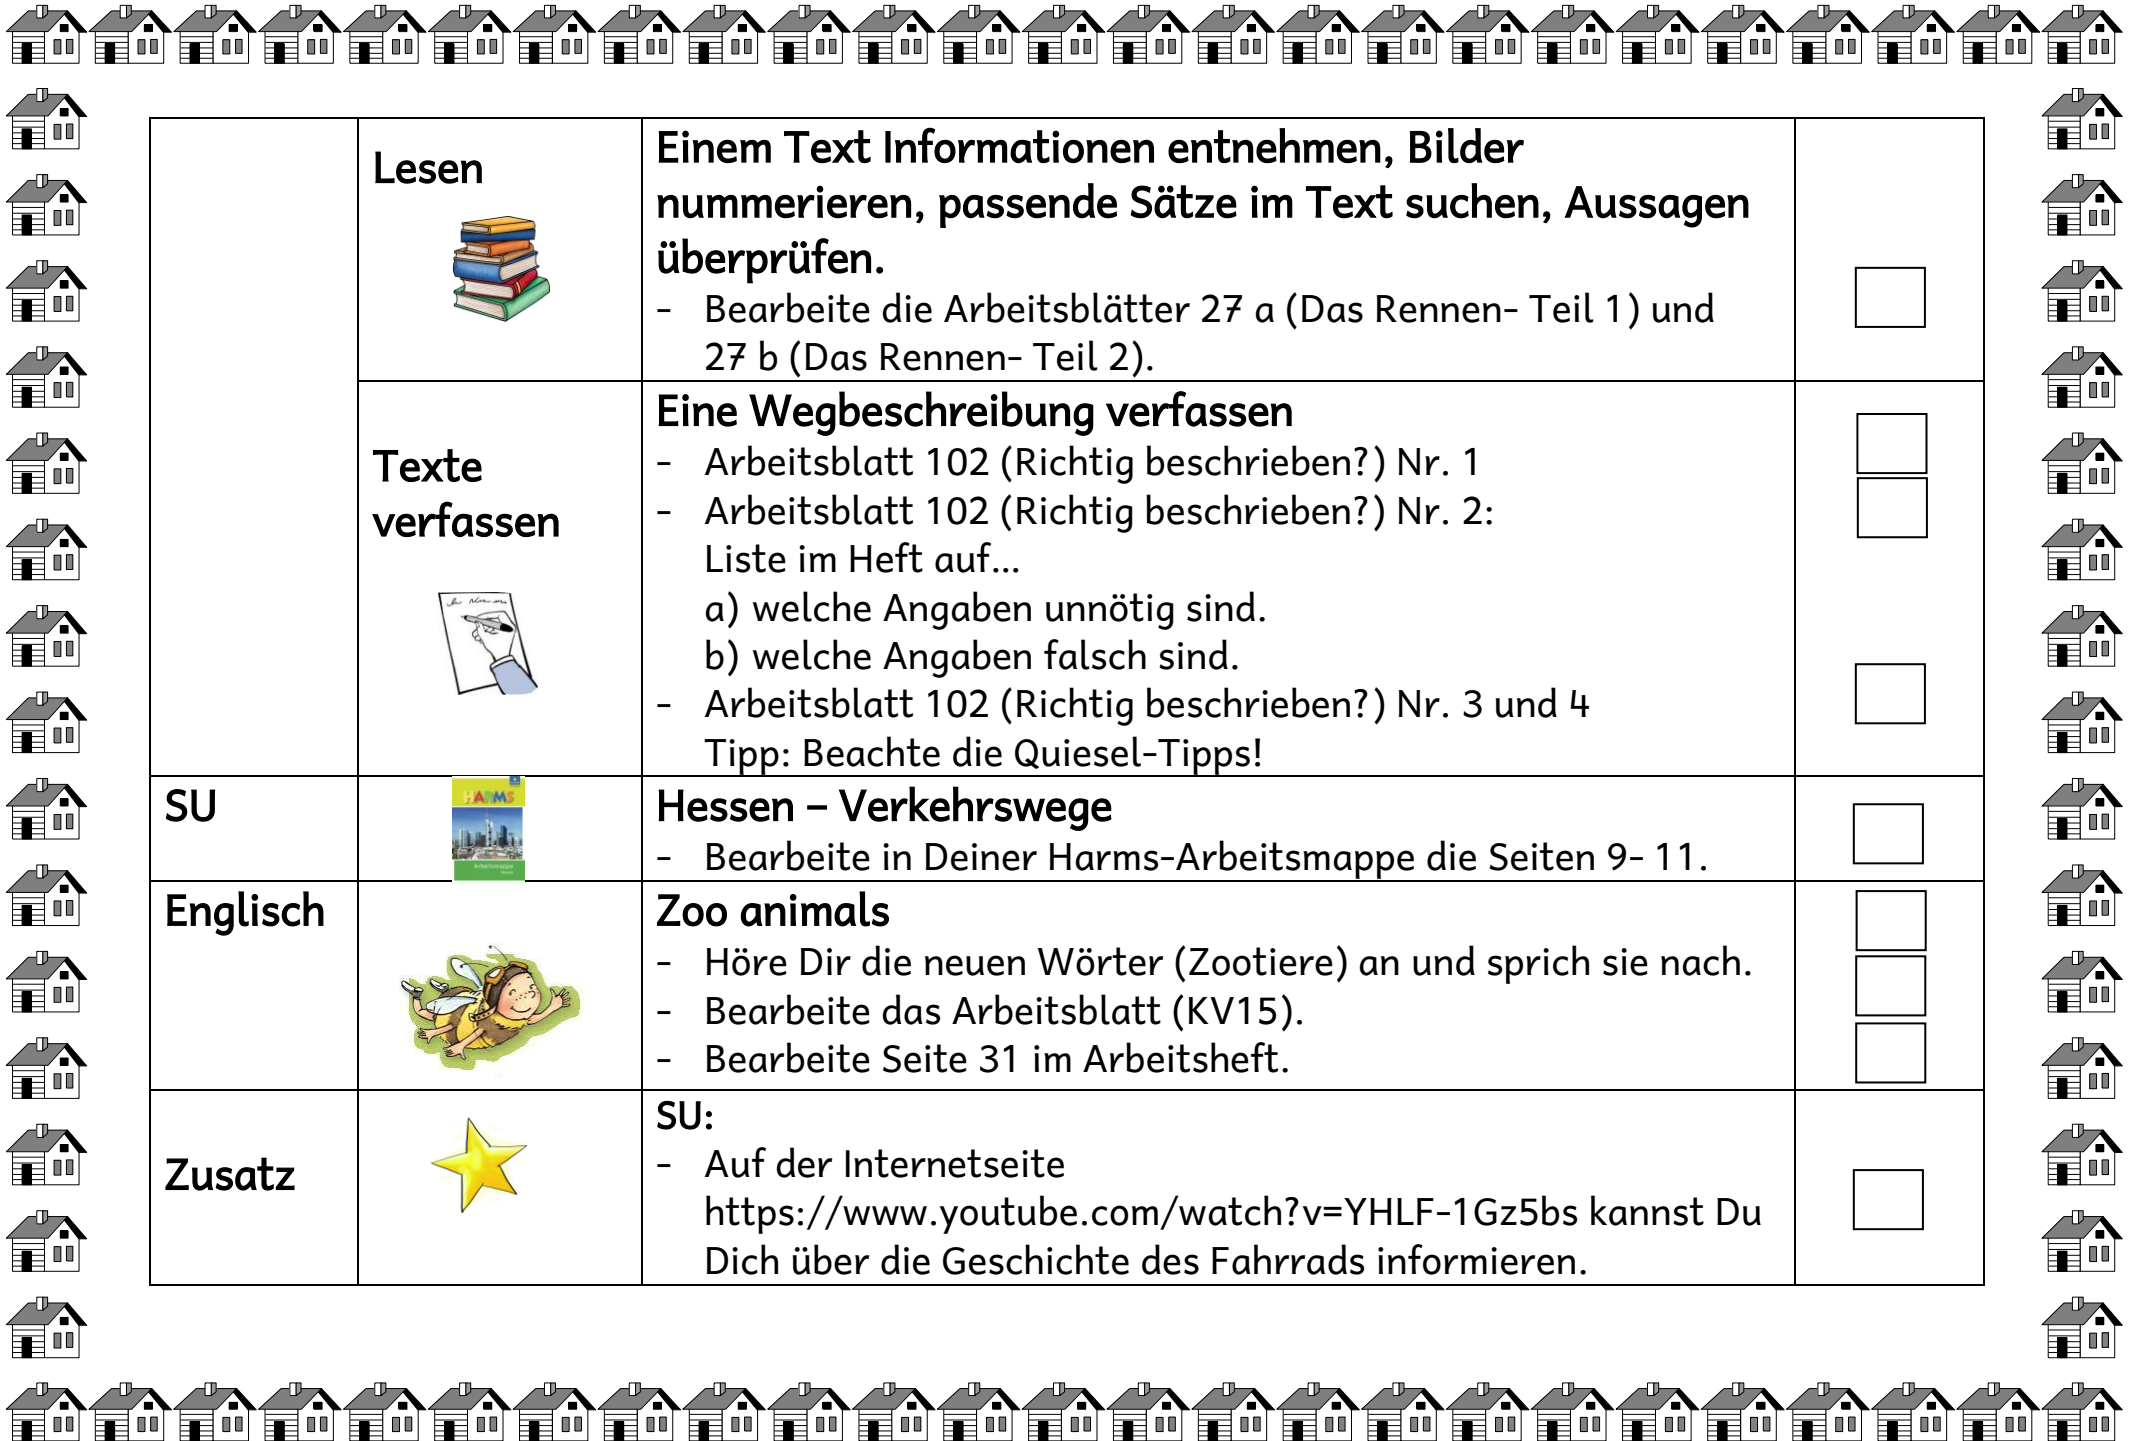 Lesen
Einem Text Informationen entnehmen, Bilder
nummerieren, passende Sätze im Text suchen, Aussagen
überprüfen.
- Bearbeite die Arbeitsblätter 27 a (Das Rennen- Teil 1) und
27 b (Das Rennen- Teil 2).
Texte
verfassen
Eine Wegbeschreibung verfassen
- Arbeitsblatt 102 (Richtig beschrieben?) Nr. 1
- Arbeitsblatt 102 (Richtig beschrieben?) Nr. 2:
Liste im Heft auf...
a) welche Angaben unnötig sind.
b) welche Angaben falsch sind.
- Arbeitsblatt 102 (Richtig beschrieben?) Nr. 3 und 4
Tipp: Beachte die Quiesel-Tipps!
SU
HARMS
Arbeitsmappe
Hessen – Verkehrswege
- Bearbeite in Deiner Harms-Arbeitsmappe die Seiten 9- 11.
Englisch
Zoo animals
- Höre Dir die neuen Wörter (Zootiere) an und sprich sie nach.
- Bearbeite das Arbeitsblatt (KV15).
- Bearbeite Seite 31 im Arbeitsheft.
Zusatz
SU:
- Auf der Internetseite
https://www.youtube.com/watch?v=YHLF-1Gz5bs kannst Du
Dich über die Geschichte des Fahrrads informieren.